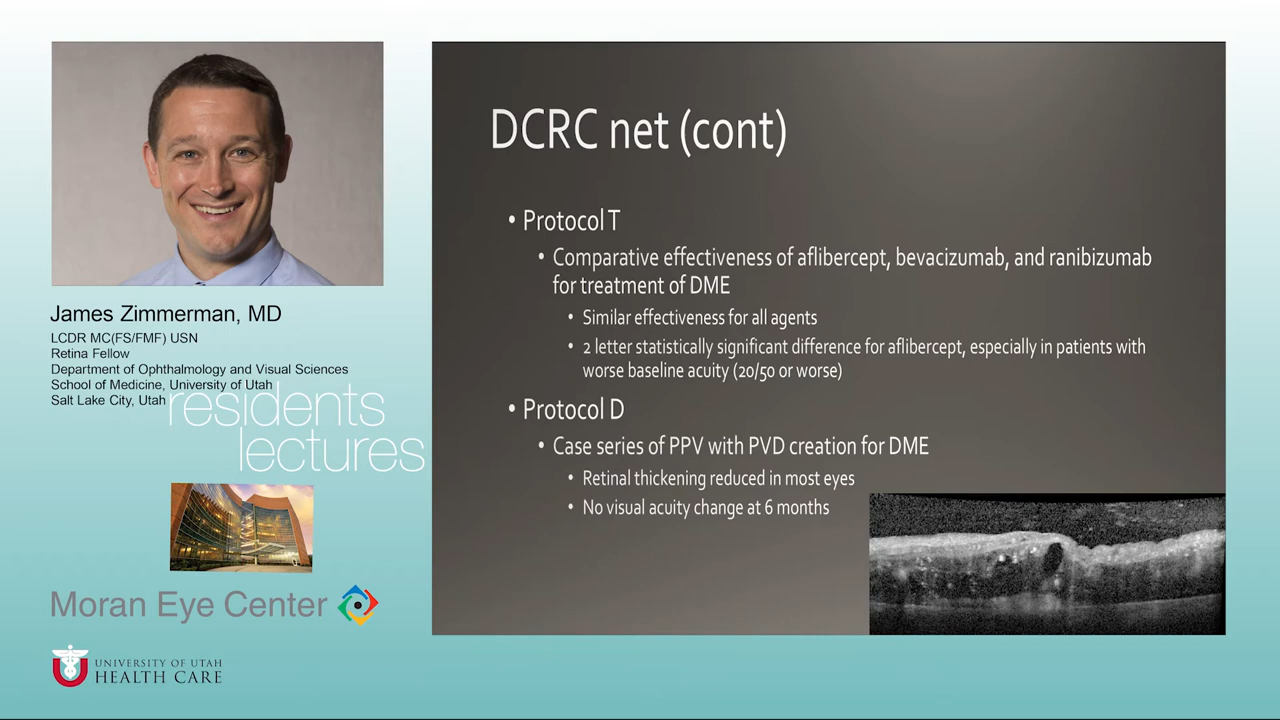 James Zimmerman, MD
LCDR MC(FS/FMF) USN
Retina Fellow
Department of Ophthalmology and Visual Sciences
School of Medicine, University of Utah
Salt Lake City, Utah
residents
lectures
Moran Eye Center
UNIVERSITY OF UTAH
HEALTH CARE
DCRC net (cont)
• Protocol T
• Comparative effectiveness of aflibercept, bevacizumab, and ranibizumab
for treatment of DME
• Similar effectiveness for all agents
• 2 letter statistically significant difference for aflibercept, especially in patients with
worse baseline acuity (20/50 or worse)
• Protocol D
• Case series of PPV with PVD creation for DME
• Retinal thickening reduced in most eyes
• No visual acuity change at 6 months